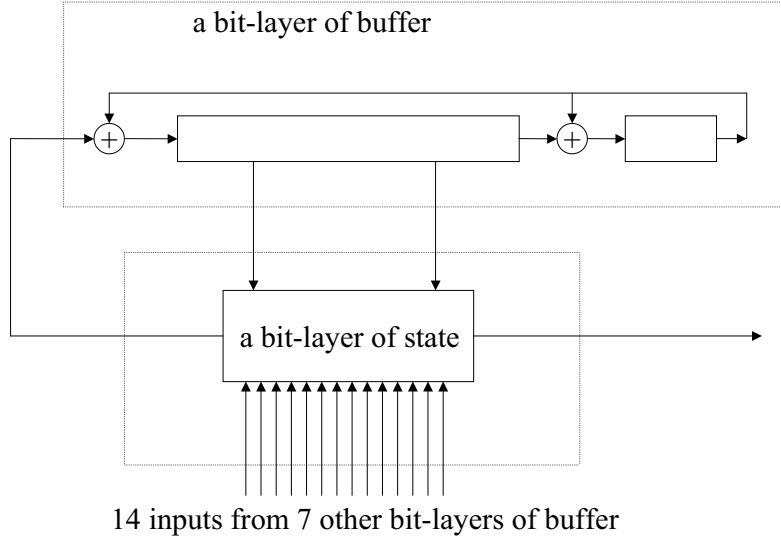 a bit-layer of buffer
+
+
a bit-layer of state
14 inputs from 7 other bit-layers of buffer